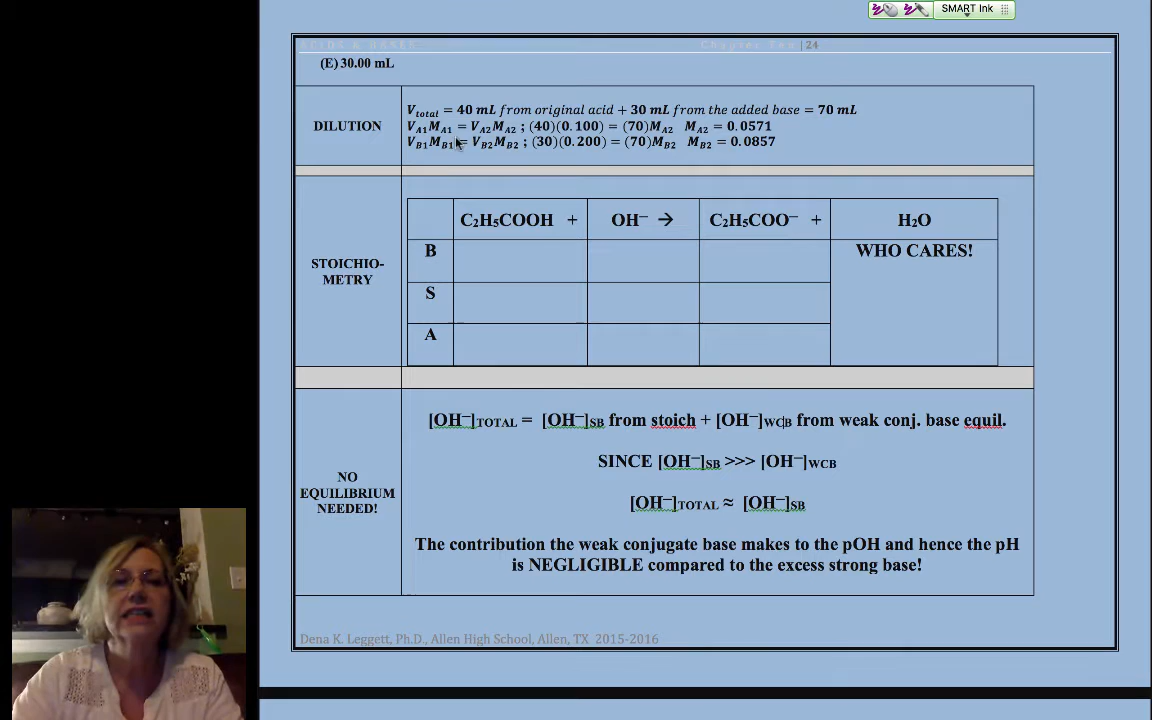 SMART Ink
ACIDS & BASES Chapter Two | 24
(E) 30.00 mL
DILUTION
V_total = 40 mL from original acid + 30 mL from the added base = 70 mL
V_A1M_A1 = V_A2M_A2 ; (40)(0.100) = (70)M_A2 M_A2 = 0.0571
V_B1M_B1 = V_B2M_B2 ; (30)(0.200) = (70)M_B2 M_B2 = 0.0857
STOICHIO-
METRY
C₂H₅COOH + OH⁻ → C₂H₅COO⁻ + H₂O
B WHO CARES!
S
A
NO
EQUILIBRIUM
NEEDED!
[OH⁻]TOTAL = [OH⁻]SB from stoich + [OH⁻]WCB from weak conj. base equil.
SINCE [OH⁻]SB >>> [OH⁻]WCB
[OH⁻]TOTAL ≈ [OH⁻]SB
The contribution the weak conjugate base makes to the pOH and hence the pH
is NEGLIGIBLE compared to the excess strong base!
Dena K. Leggett, Ph.D., Allen High School, Allen, TX 2015-2016